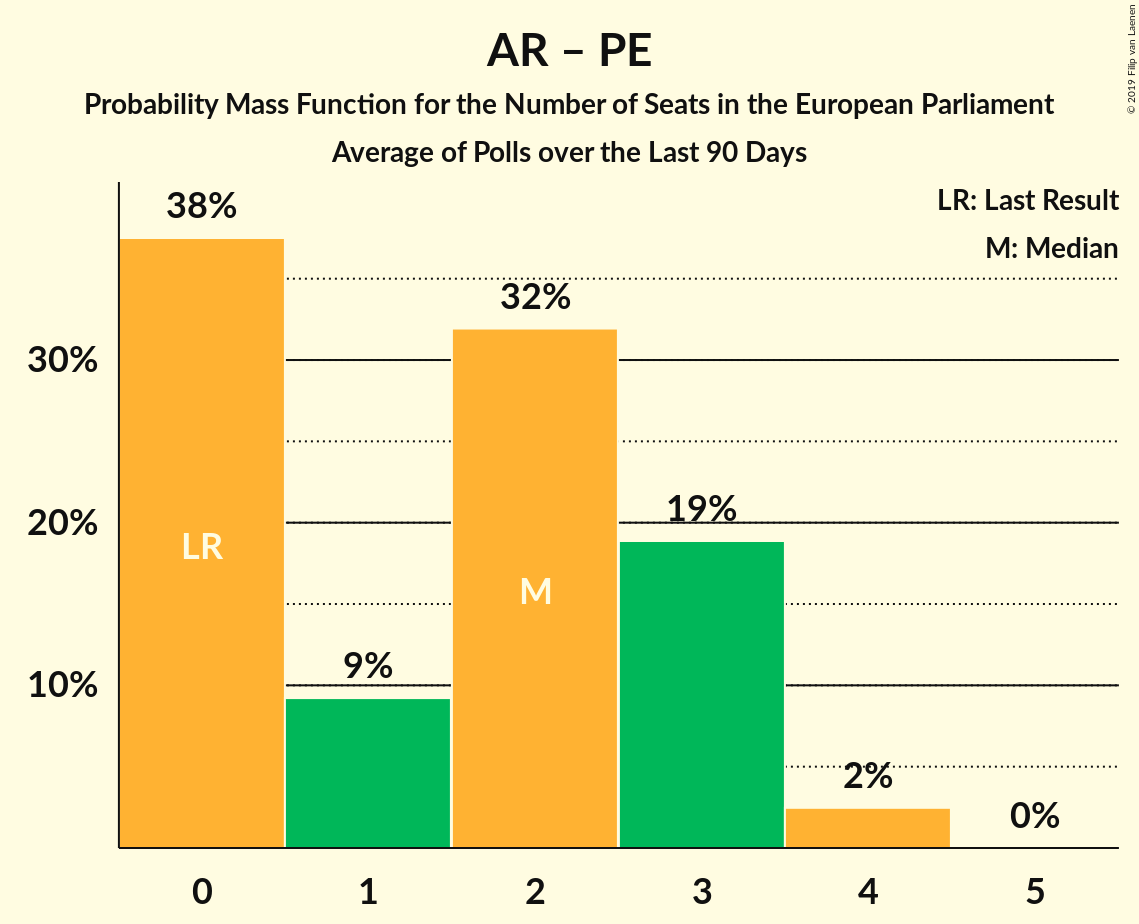 AR – PE
Probability Mass Function for the Number of Seats in the European Parliament
Average of Polls over the Last 90 Days
© 2019 Filip van Laenen
LR: Last Result
M: Median
38%
32%
30%
20%
19%
LR
M
10%
9%
2%
0%
0 1 2 3 4 5